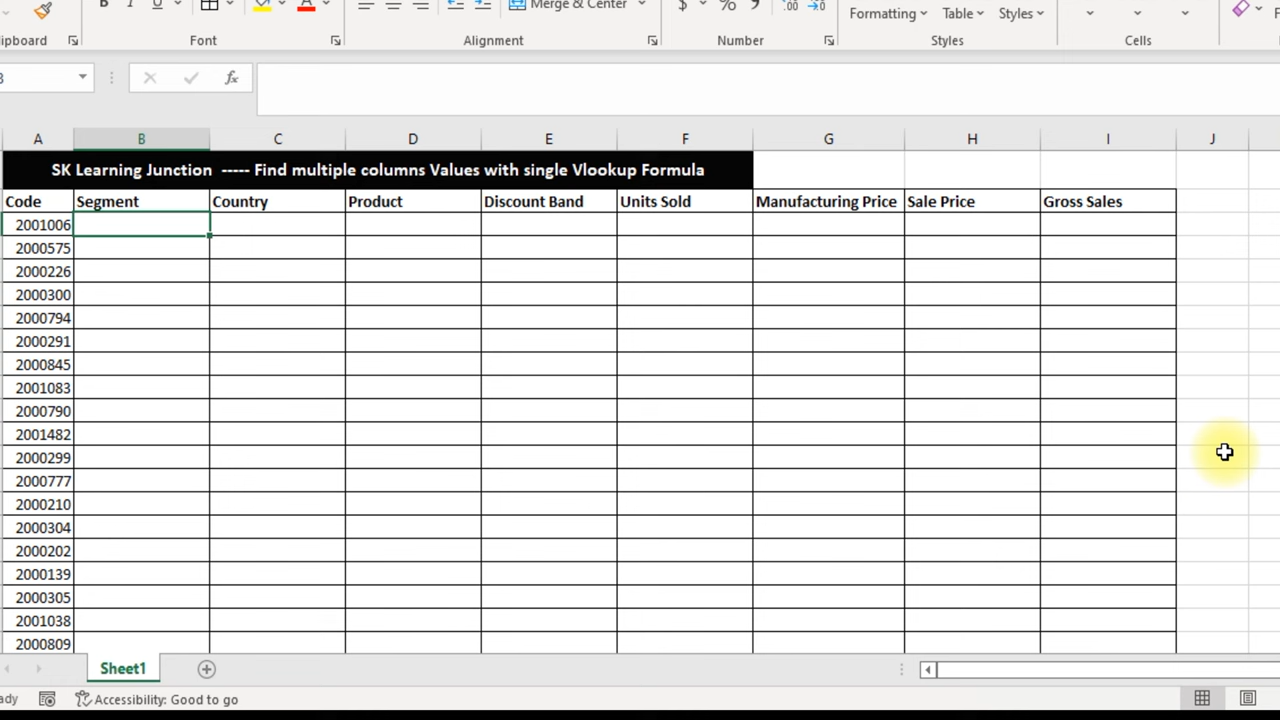 B I U
Merge & Center $ % 9 .00
Formatting Table Styles
Font Alignment Number Styles Cells
fx
A B C D E F G H I J
SK Learning Junction ----- Find multiple columns Values with single Vlookup Formula
Code Segment Country Product Discount Band Units Sold Manufacturing Price Sale Price Gross Sales
2001006
2000575
2000226
2000300
2000794
2000291
2000845
2001083
2000790
2001482
2000299
2000777
2000210
2000304
2000202
2000139
2000305
2001038
2000809
Sheet1
Accessibility: Good to go